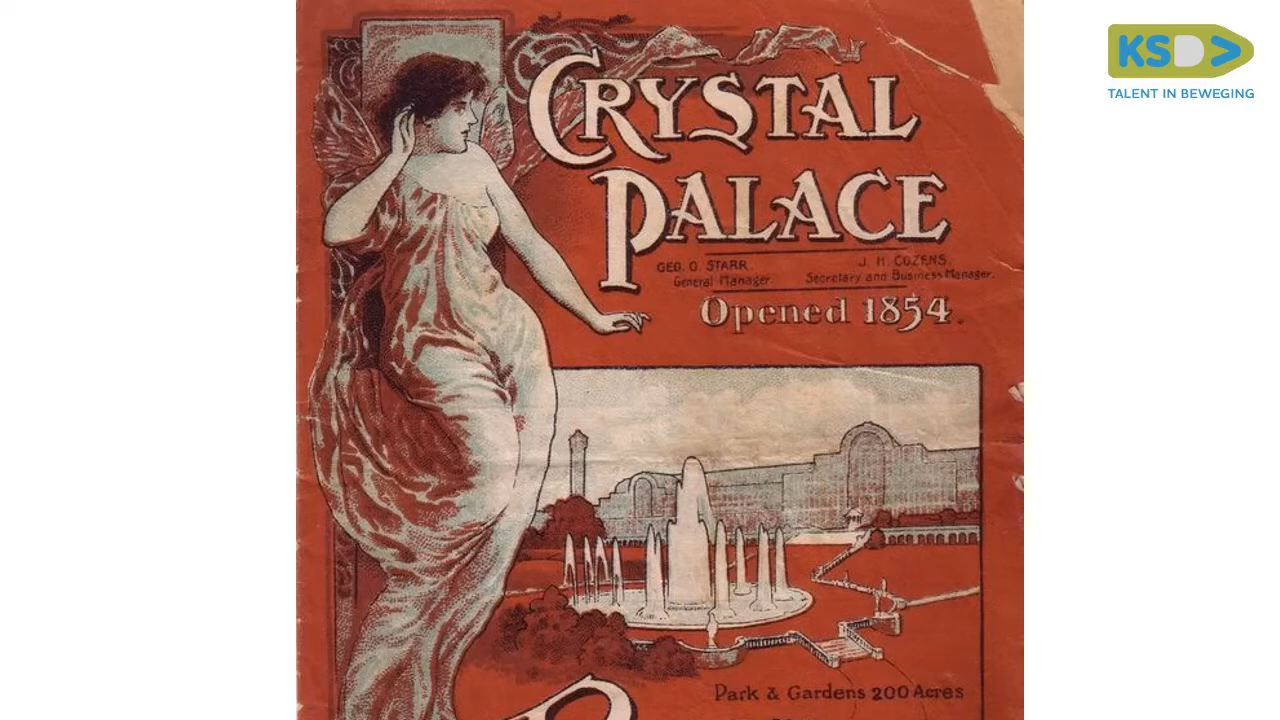 KSD>
TALENT IN BEWEGING
CRYSTAL
PALACE
GEO. O. STARR.
General Manager.
J. H. COZENS.
Secretary and Business Manager.
Opened 1854.
Park & Gardens 200 Acres